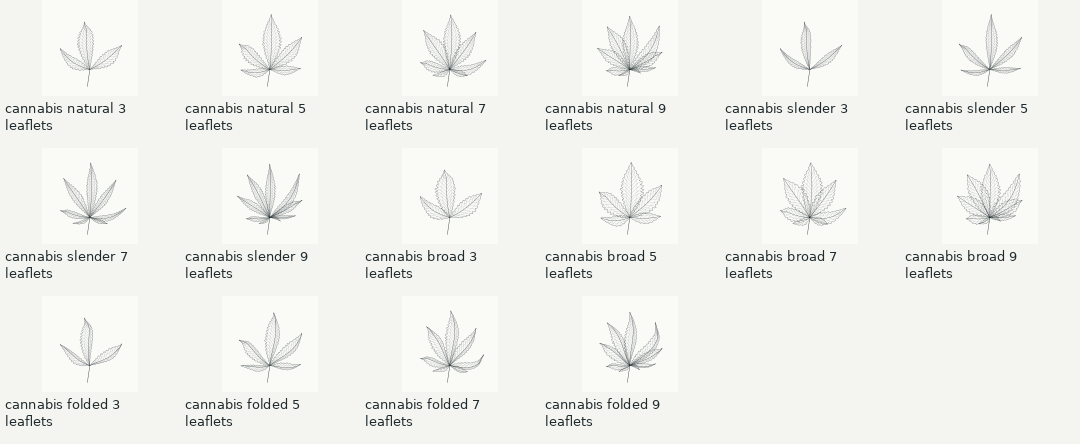 cannabis natural 3
leaflets
cannabis natural 5
leaflets
cannabis natural 7
leaflets
cannabis natural 9
leaflets
cannabis slender 3
leaflets
cannabis slender 5
leaflets
cannabis slender 7
leaflets
cannabis slender 9
leaflets
cannabis broad 3
leaflets
cannabis broad 5
leaflets
cannabis broad 7
leaflets
cannabis broad 9
leaflets
cannabis folded 3
leaflets
cannabis folded 5
leaflets
cannabis folded 7
leaflets
cannabis folded 9
leaflets